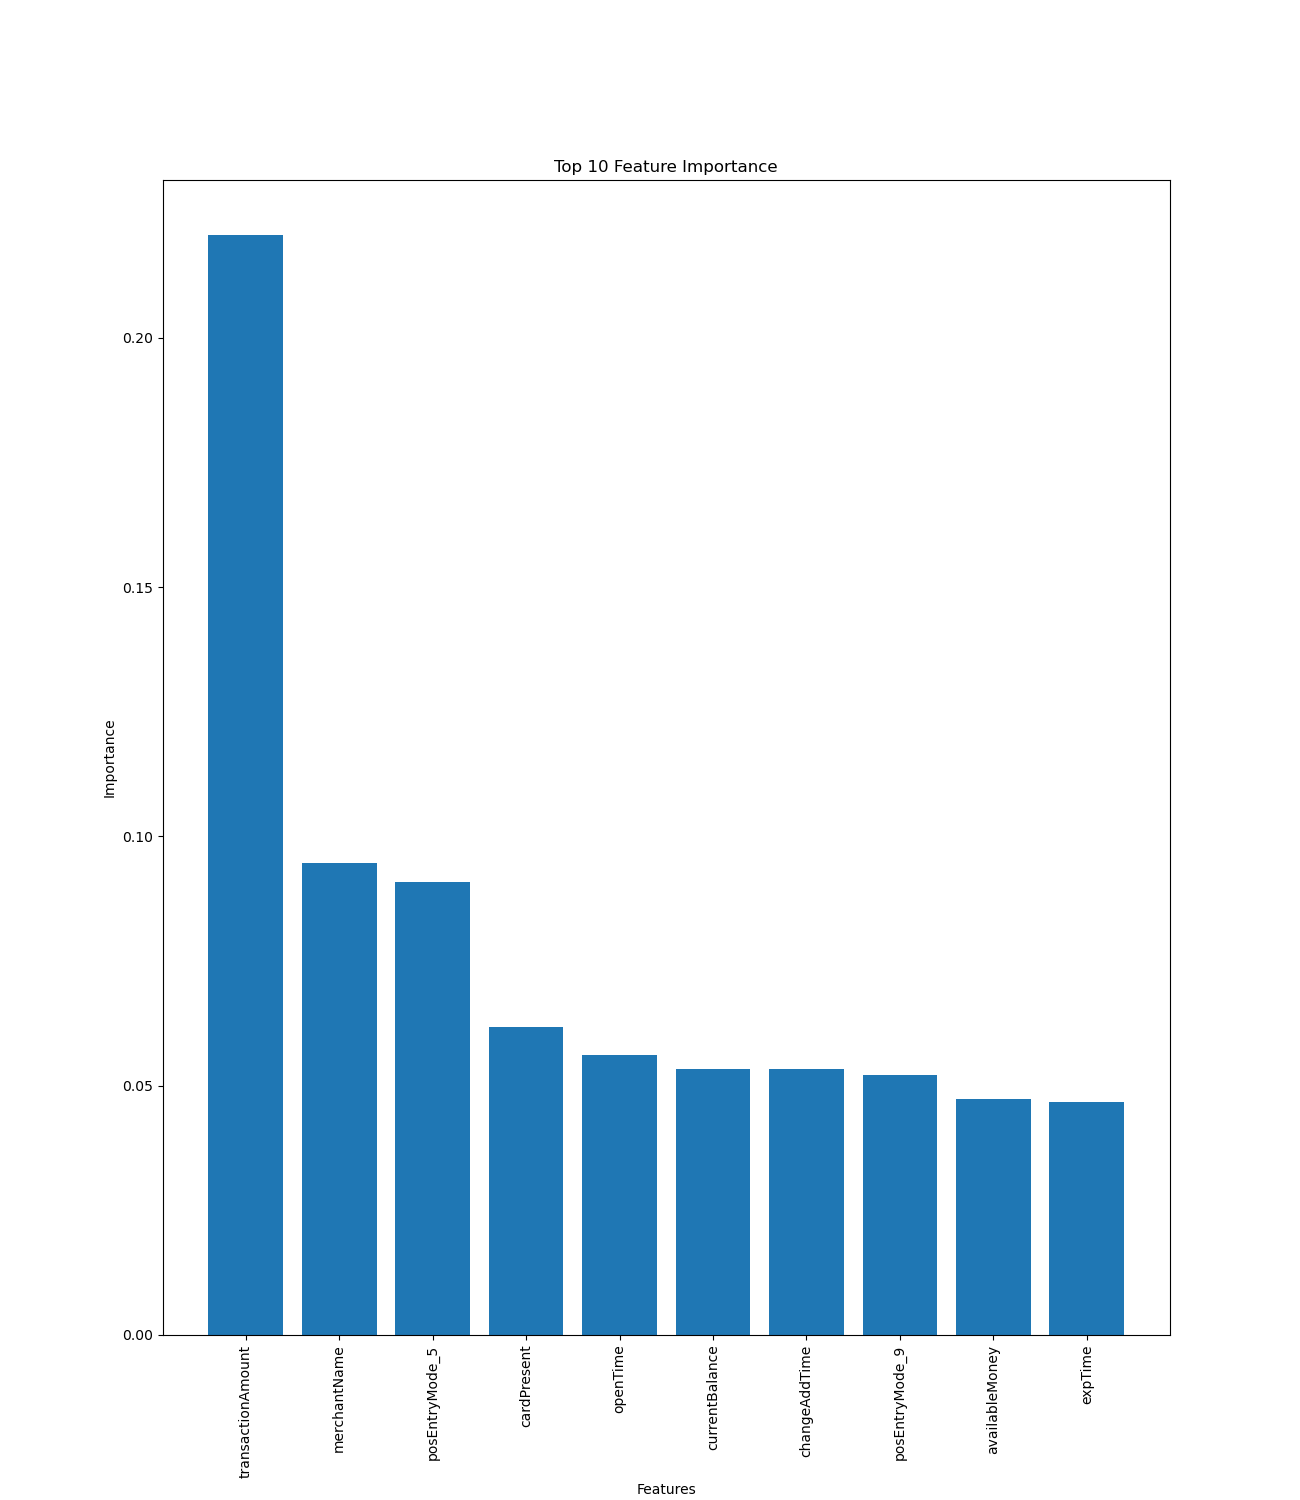 Top 10 Feature Importance
Importance
0.20
0.15
0.10
0.05
0.00
transactionAmount
merchantName
posEntryMode_5
cardPresent
openTime
currentBalance
changeAddTime
posEntryMode_9
availableMoney
expTime
Features